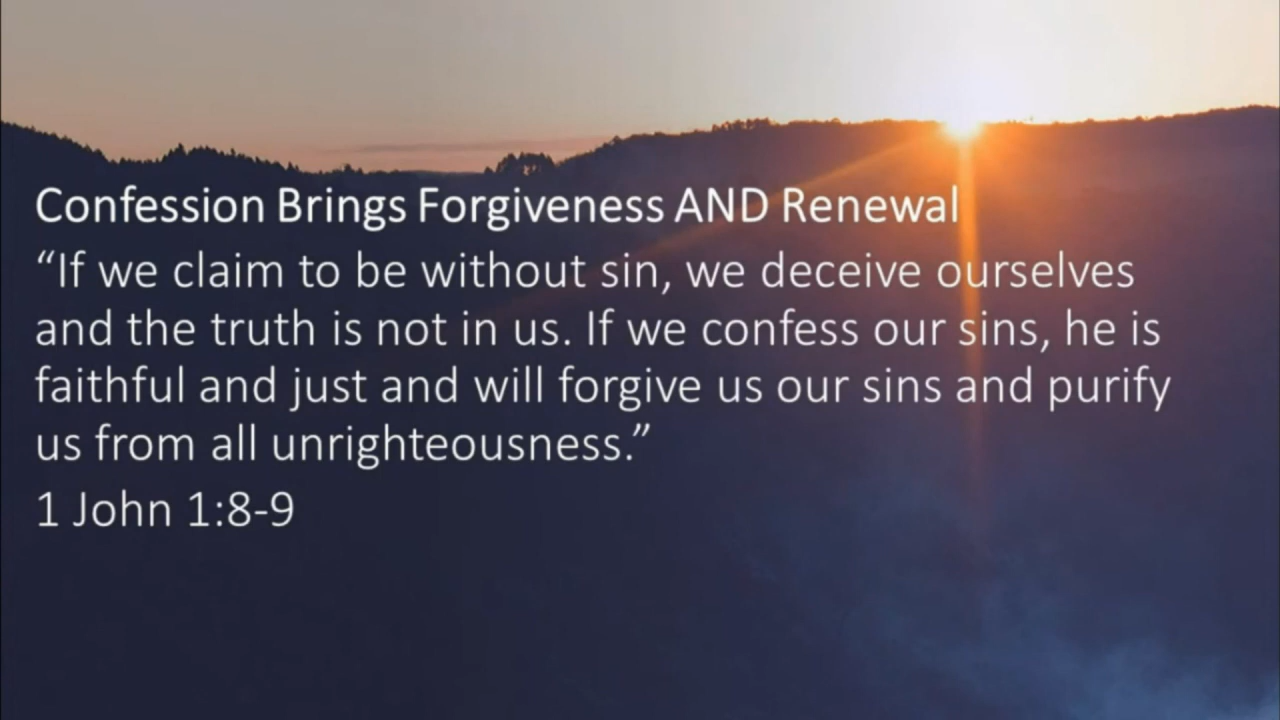 Confession Brings Forgiveness AND Renewal
“If we claim to be without sin, we deceive ourselves
and the truth is not in us. If we confess our sins, he is
faithful and just and will forgive us our sins and purify
us from all unrighteousness.”
1 John 1:8-9